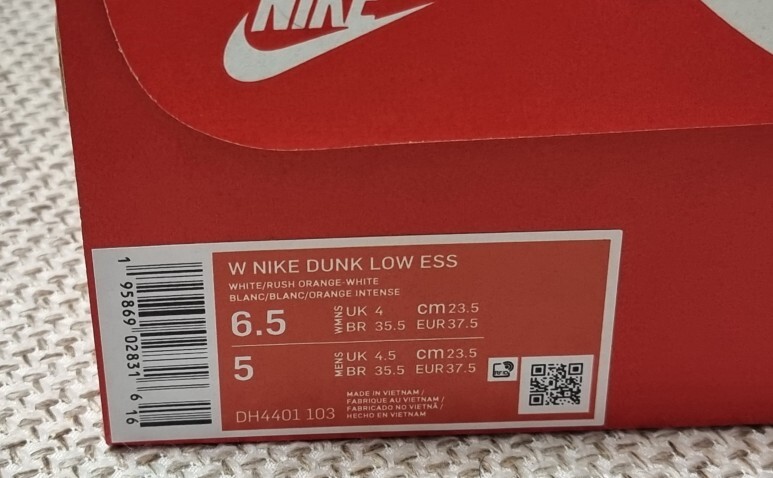 NIKE
W NIKE DUNK LOW ESS
WHITE/RUSH ORANGE-WHITE
BLANC/BLANC/ORANGE INTENSE
6.5 WMNS UK 4 cm 23.5
BR 35.5 EUR 37.5
5 MENS UK 4.5 cm 23.5
BR 35.5 EUR 37.5
DH4401 103
MADE IN VIETNAM /
FABRIQUE AU VIETNAM /
FABRICADO NO VIETNÃ /
HECHO EN VIETNAM
1 95869 02831 6 16